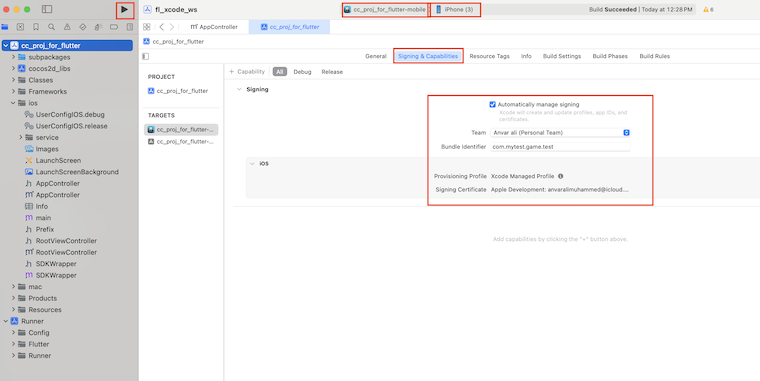 fl_xcode_ws
cc_proj_for_flutter-mobile
iPhone (3)
Build Succeeded | Today at 12:28 PM
6
AppController
cc_proj_for_flutter
cc_proj_for_flutter
cc_proj_for_flutter
subpackages
cocos2d_libs
Classes
Frameworks
ios
UserConfigIOS.debug
UserConfigIOS.release
service
Images
LaunchScreen
LaunchScreenBackground
AppController
AppController
Info
main
Prefix
RootViewController
RootViewController
SDKWrapper
SDKWrapper
mac
Products
Resources
Runner
Config
Flutter
Runner
General
Signing & Capabilities
Resource Tags
Info
Build Settings
Build Phases
Build Rules
PROJECT
cc_proj_for_flutter
TARGETS
cc_proj_for_flutter-...
cc_proj_for_flutter-...
+ Capability
All
Debug
Release
Signing
Automatically manage signing
Xcode will create and update profiles, app IDs, and
certificates.
Team Anvar ali (Personal Team)
Bundle Identifier com.mytest.game.test
ios
Provisioning Profile Xcode Managed Profile
Signing Certificate Apple Development: anvaralimuhammed@icloud....
Add capabilities by clicking the "+" button above.